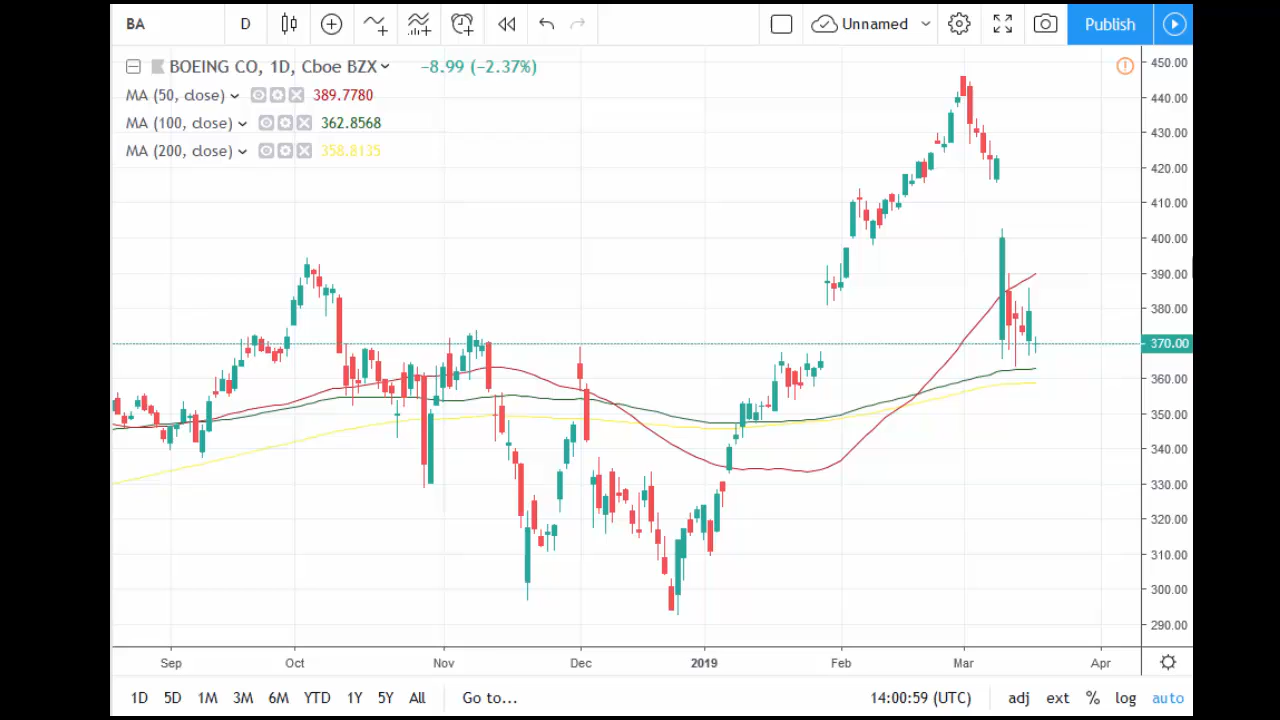 BA D Unnamed Publish
BOEING CO, 1D, Cboe BZX −8.99 (−2.37%)
MA (50, close) 389.7780
MA (100, close) 362.8568
MA (200, close) 358.8135
450.00
440.00
430.00
420.00
410.00
400.00
390.00
380.00
370.00
360.00
350.00
340.00
330.00
320.00
310.00
300.00
290.00
Sep Oct Nov Dec 2019 Feb Mar Apr
1D 5D 1M 3M 6M YTD 1Y 5Y All Go to... 14:00:59 (UTC) adj ext % log auto